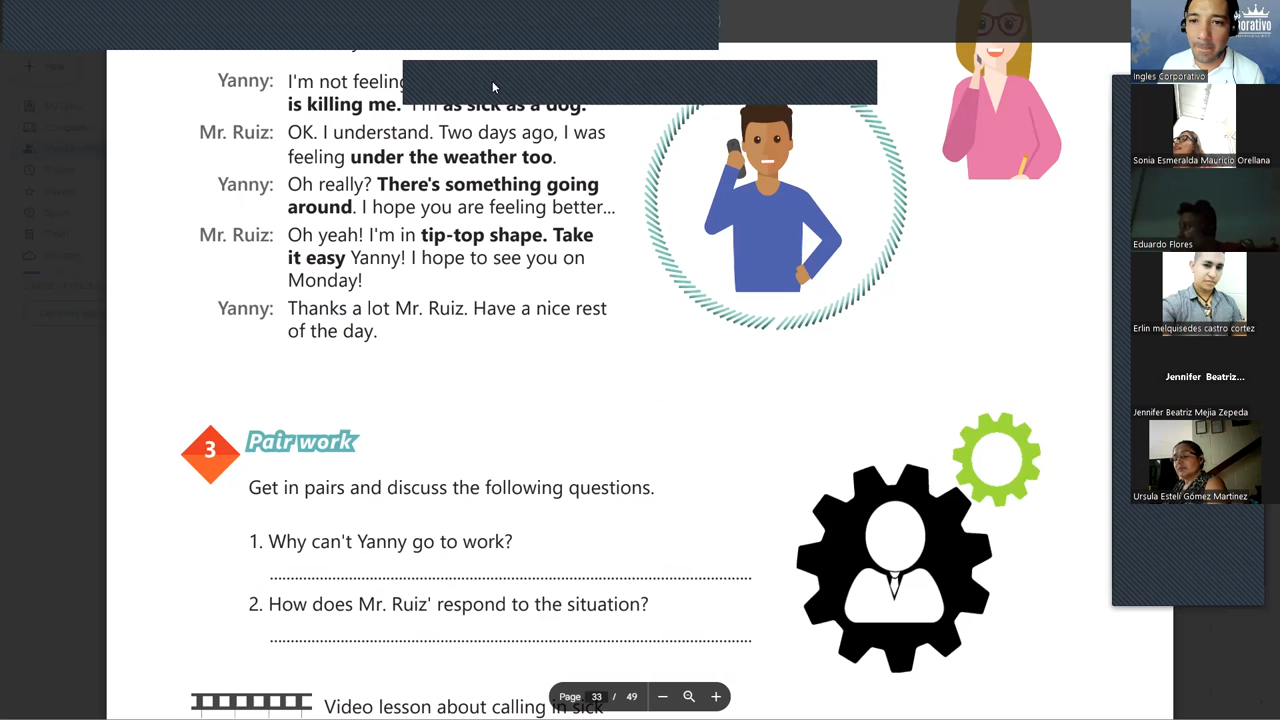 Yanny: I'm not feeling
is killing me. I'm as sick as a dog.
Mr. Ruiz: OK. I understand. Two days ago, I was
feeling under the weather too.
Yanny: Oh really? There's something going
around. I hope you are feeling better...
Mr. Ruiz: Oh yeah! I'm in tip-top shape. Take
it easy Yanny! I hope to see you on
Monday!
Yanny: Thanks a lot Mr. Ruiz. Have a nice rest
of the day.
3 Pair work
Get in pairs and discuss the following questions.
1. Why can't Yanny go to work?
2. How does Mr. Ruiz' respond to the situation?
Video lesson about calling in sick
Page 33 / 49
orativo
Ingles Corporativo
Sonia Esmeralda Mauricio Orellana
Eduardo Flores
Erlin melquisedes castro cortez
Jennifer Beatriz...
Jennifer Beatriz Mejia Zepeda
Ursula Estelí Gómez Martinez